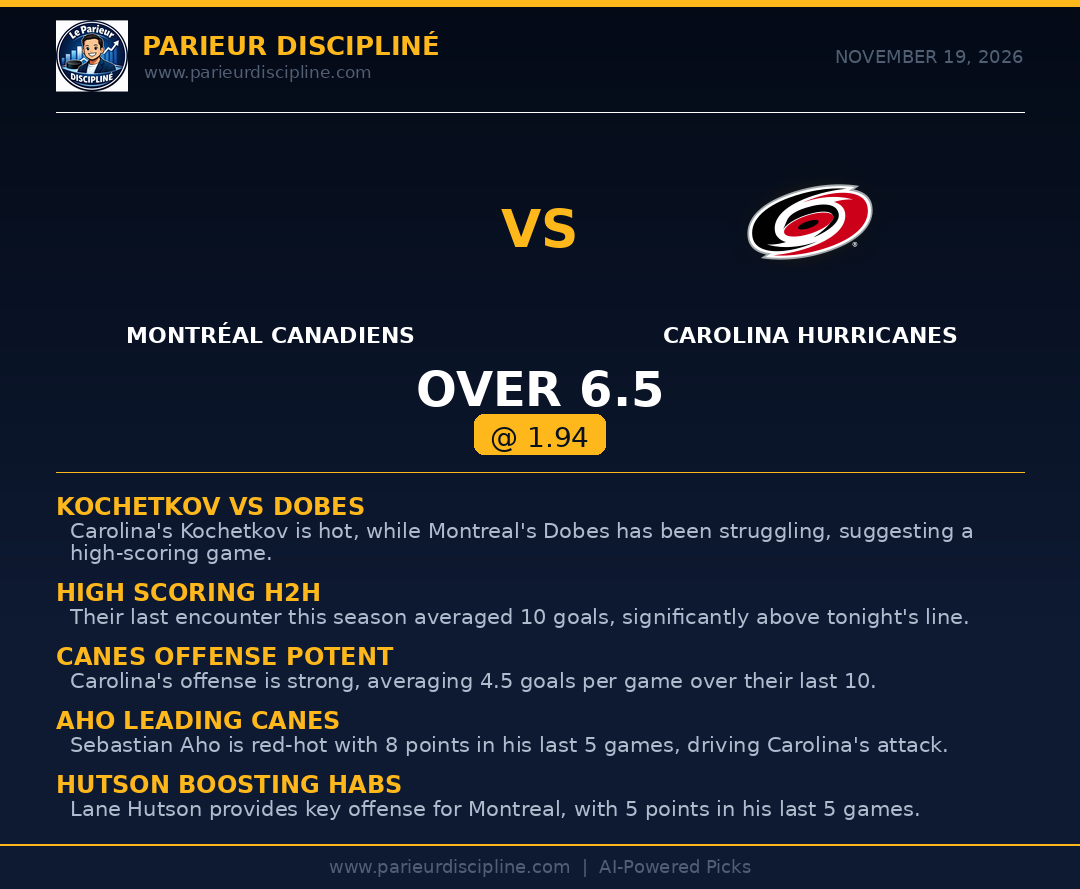 Le Parieur
DISCIPLINÉ
PARIEUR DISCIPLINÉ
www.parieurdiscipline.com
NOVEMBER 19, 2026
VS
®
MONTRÉAL CANADIENS
CAROLINA HURRICANES
OVER 6.5
@ 1.94
KOCHETKOV VS DOBES
Carolina's Kochetkov is hot, while Montreal's Dobes has been struggling, suggesting a
high-scoring game.
HIGH SCORING H2H
Their last encounter this season averaged 10 goals, significantly above tonight's line.
CANES OFFENSE POTENT
Carolina's offense is strong, averaging 4.5 goals per game over their last 10.
AHO LEADING CANES
Sebastian Aho is red-hot with 8 points in his last 5 games, driving Carolina's attack.
HUTSON BOOSTING HABS
Lane Hutson provides key offense for Montreal, with 5 points in his last 5 games.
www.parieurdiscipline.com | AI-Powered Picks